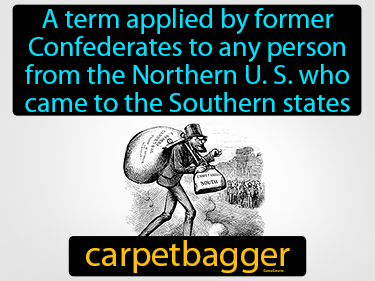 A term applied by former
Confederates to any person
from the Northern U. S. who
came to the Southern states
SOUTH
carpetbagger